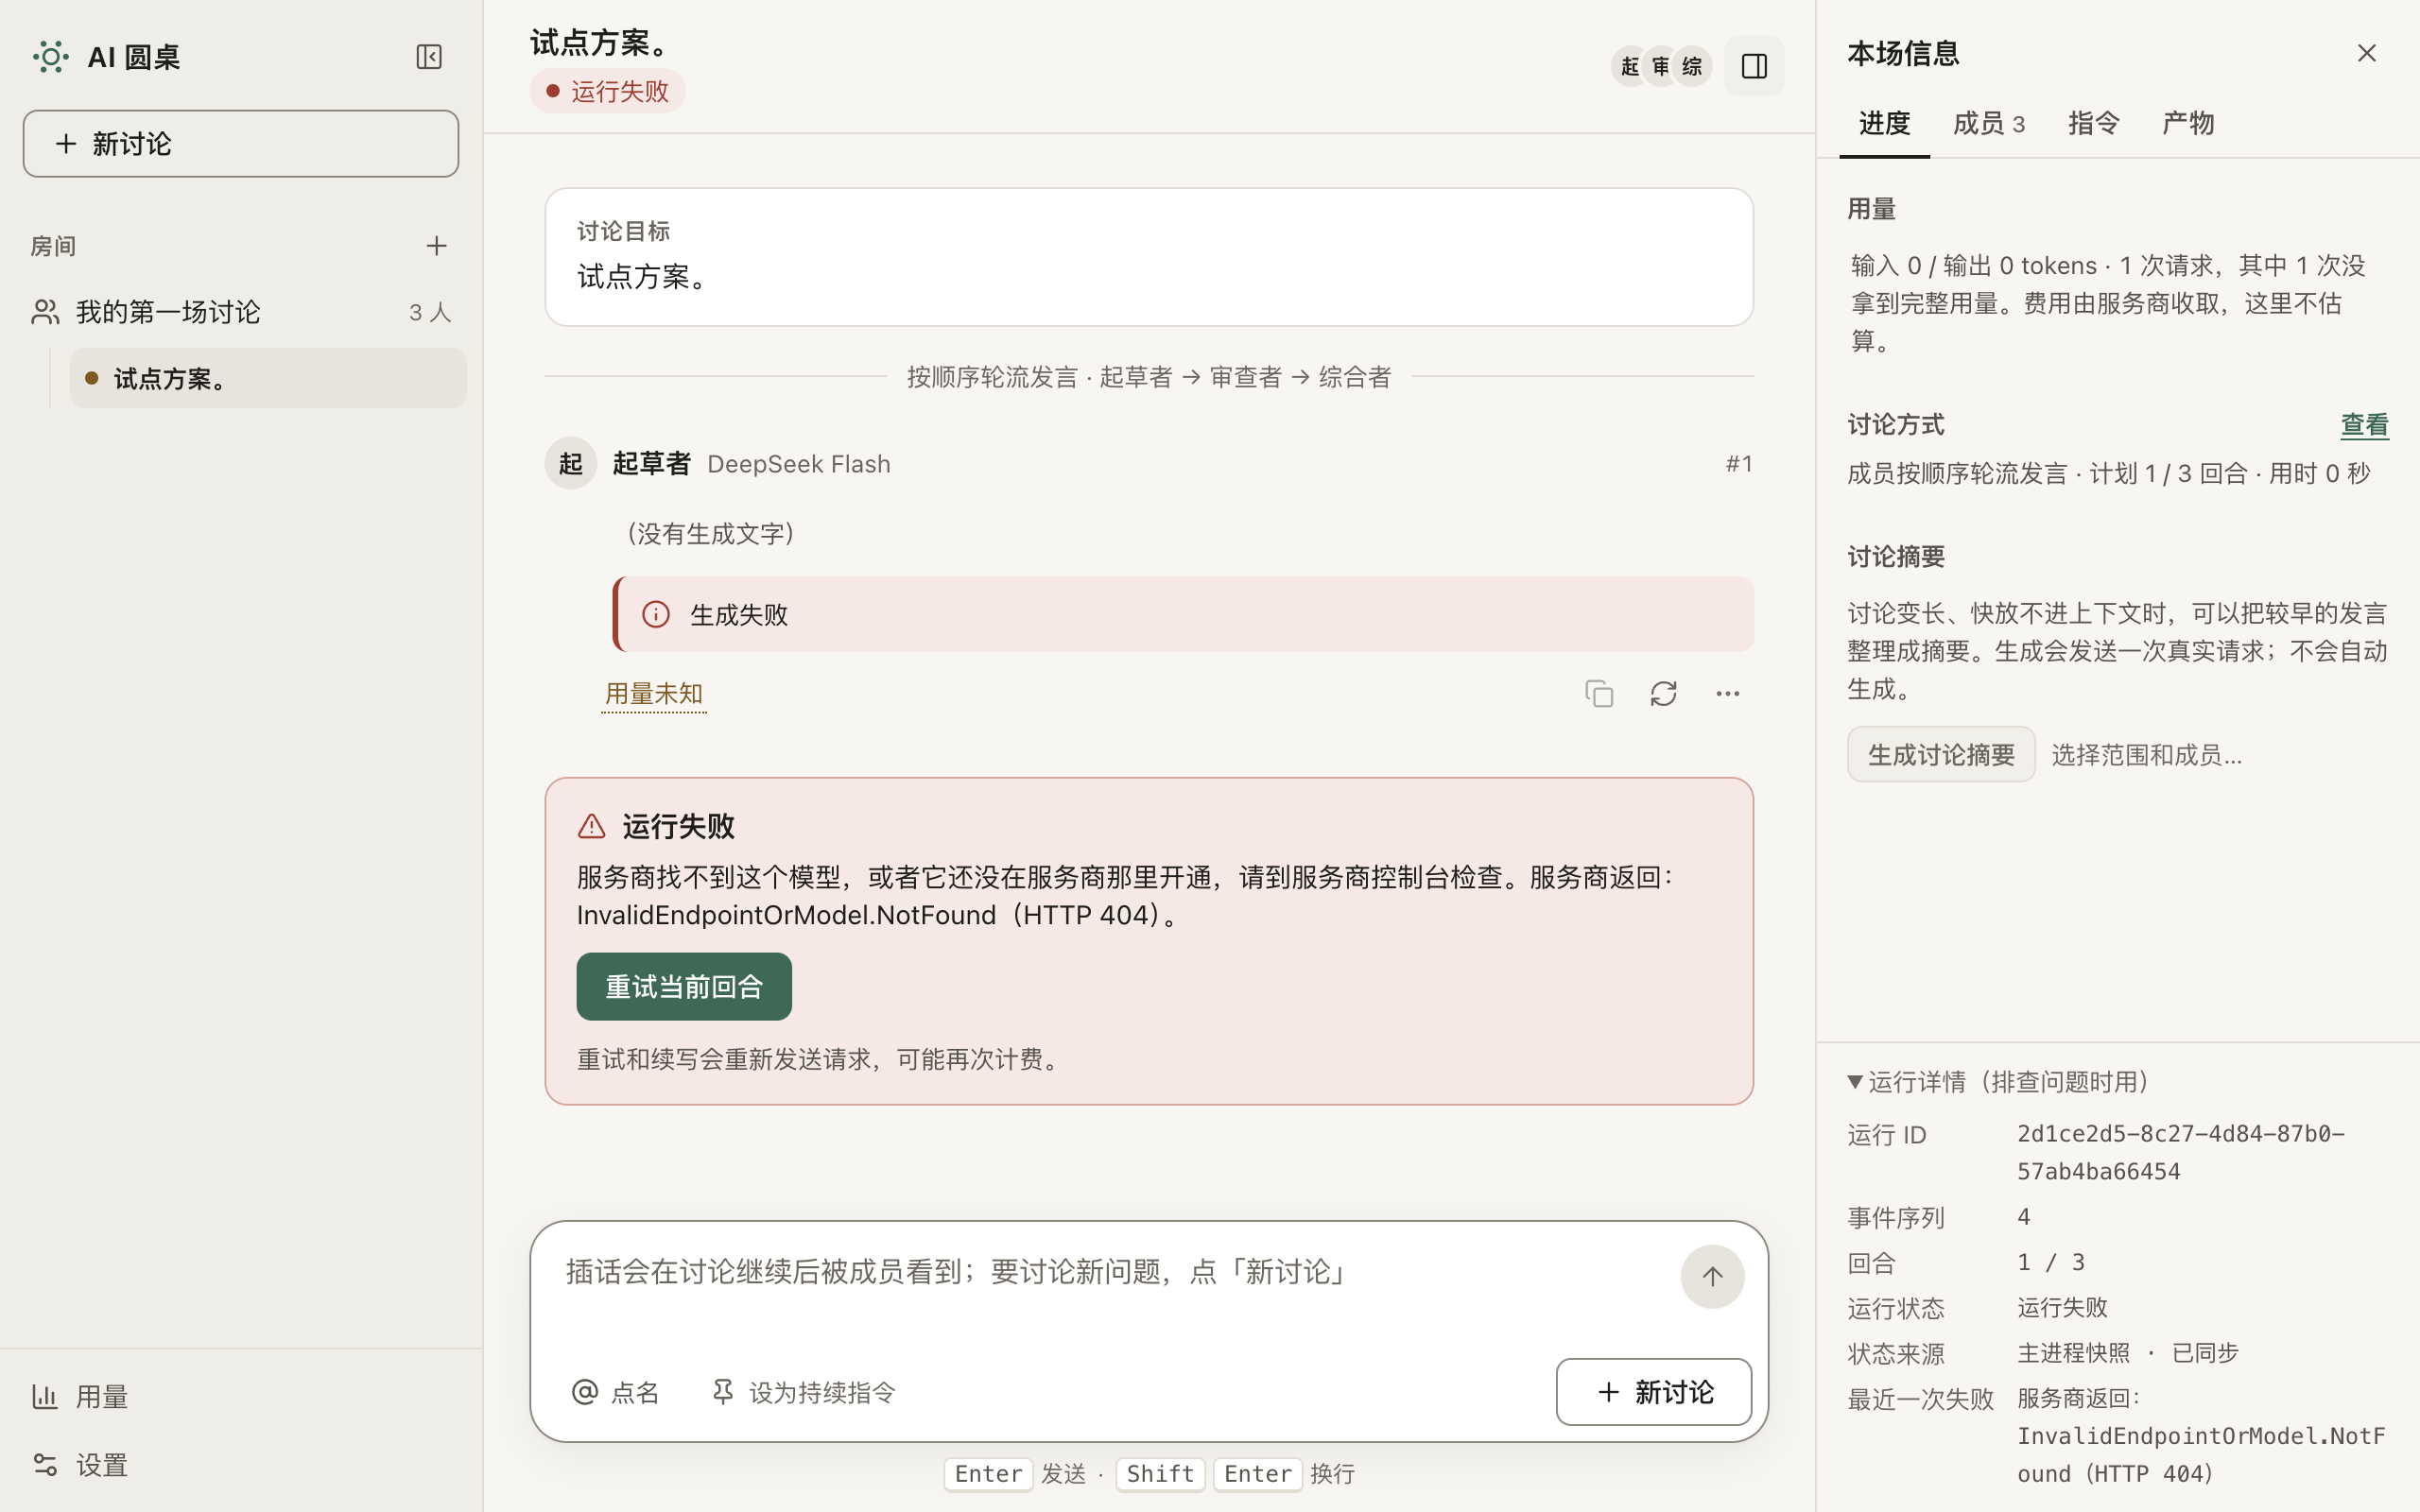 AI 圆桌
新讨论
房间
我的第一场讨论
3 人
试点方案。
用量
设置
试点方案。
运行失败
起
审
综
讨论目标
试点方案。
按顺序轮流发言 · 起草者 → 审查者 → 综合者
起
起草者 DeepSeek Flash
#1
（没有生成文字）
生成失败
用量未知
运行失败
服务商找不到这个模型，或者它还没在服务商那里开通，请到服务商控制台检查。服务商返回：
InvalidEndpointOrModel.NotFound（HTTP 404）。
重试当前回合
重试和续写会重新发送请求，可能再次计费。
插话会在讨论继续后被成员看到；要讨论新问题，点「新讨论」
点名
设为持续指令
新讨论
Enter 发送 · Shift Enter 换行
本场信息
进度
成员 3
指令
产物
用量
输入 0 / 输出 0 tokens · 1 次请求，其中 1 次没
拿到完整用量。费用由服务商收取，这里不估
算。
讨论方式
查看
成员按顺序轮流发言 · 计划 1 / 3 回合 · 用时 0 秒
讨论摘要
讨论变长、快放不进上下文时，可以把较早的发言
整理成摘要。生成会发送一次真实请求；不会自动
生成。
生成讨论摘要
选择范围和成员...
▼运行详情（排查问题时用）
运行 ID
2d1ce2d5-8c27-4d84-87b0-
57ab4ba66454
事件序列
4
回合
1 / 3
运行状态
运行失败
状态来源
主进程快照 · 已同步
最近一次失败
服务商返回：
InvalidEndpointOrModel.NotF
ound（HTTP 404）